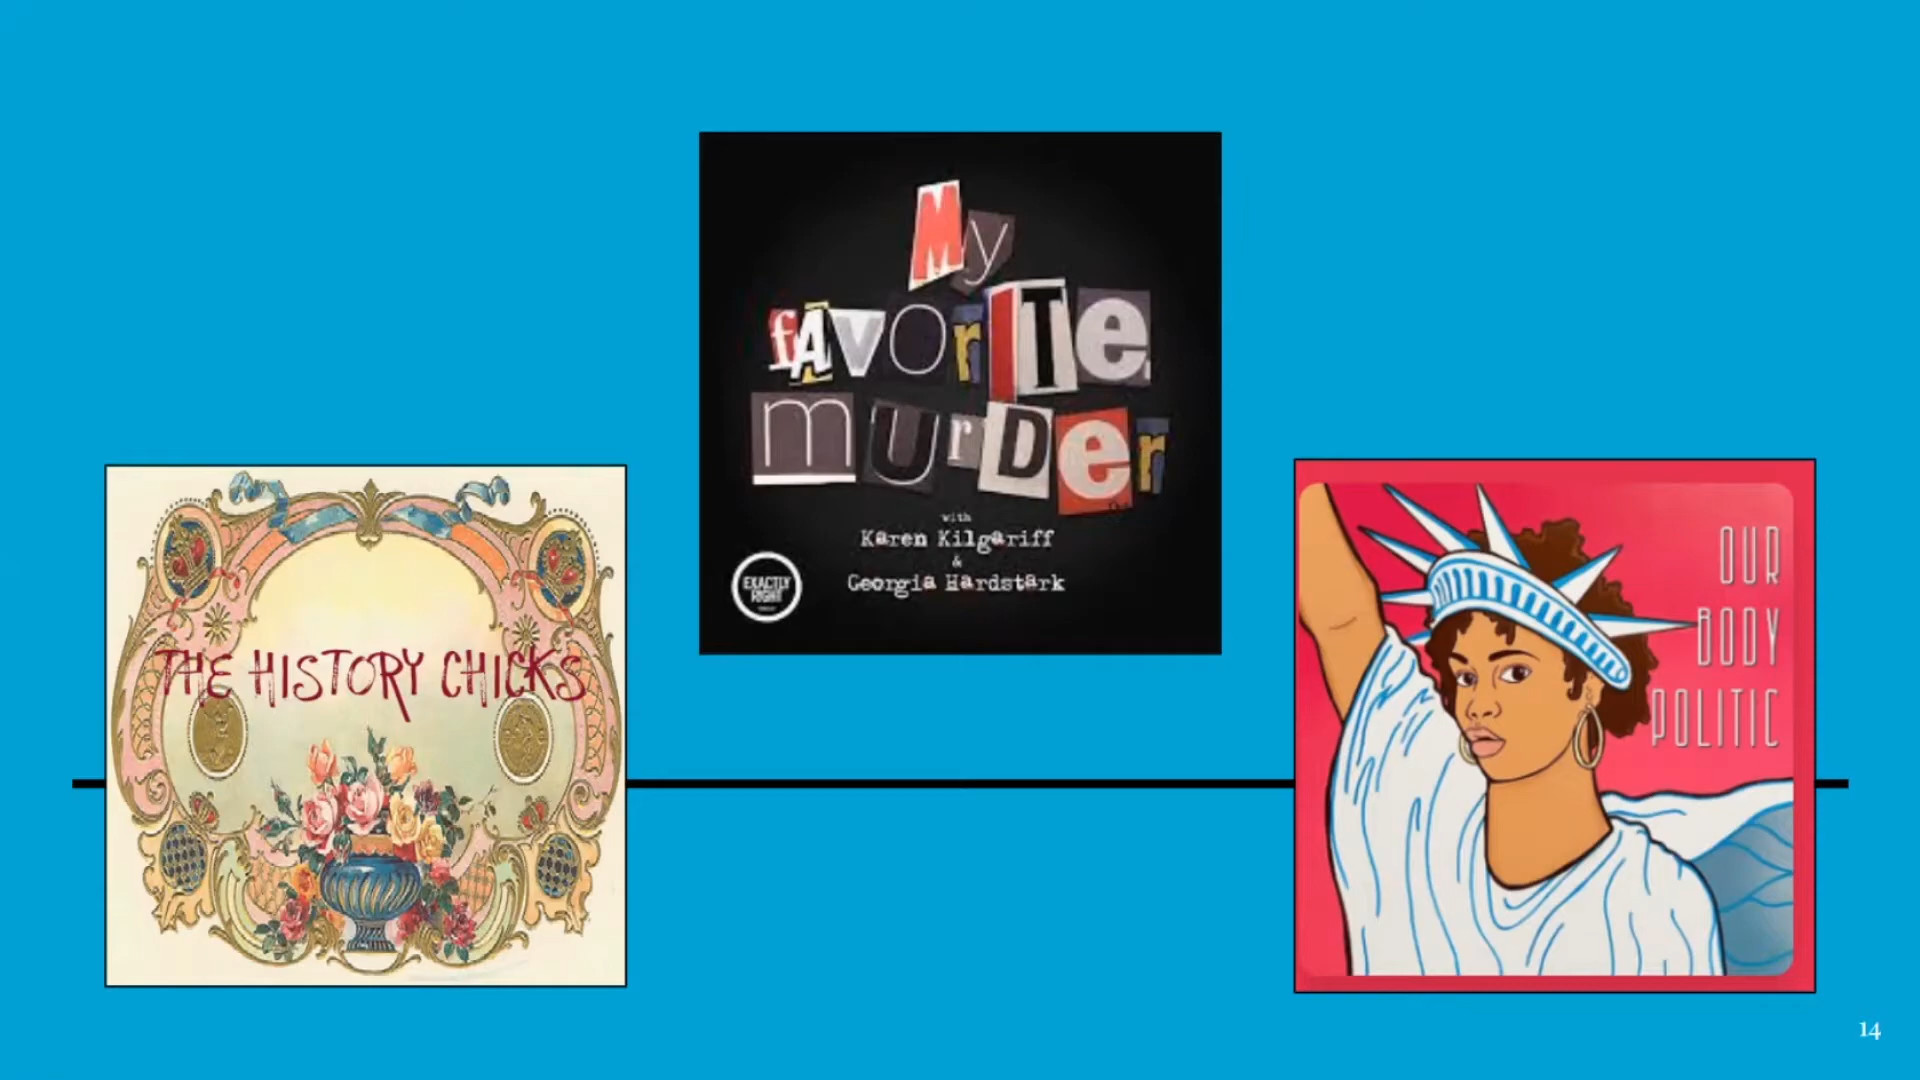 My
fAvorITe
murDer
with
Karen Kilgariff
&
Georgia Hardstark
EXACTLY
RIGHT
THE HISTORY CHICKS
OUR
BODY
POLITIC
14